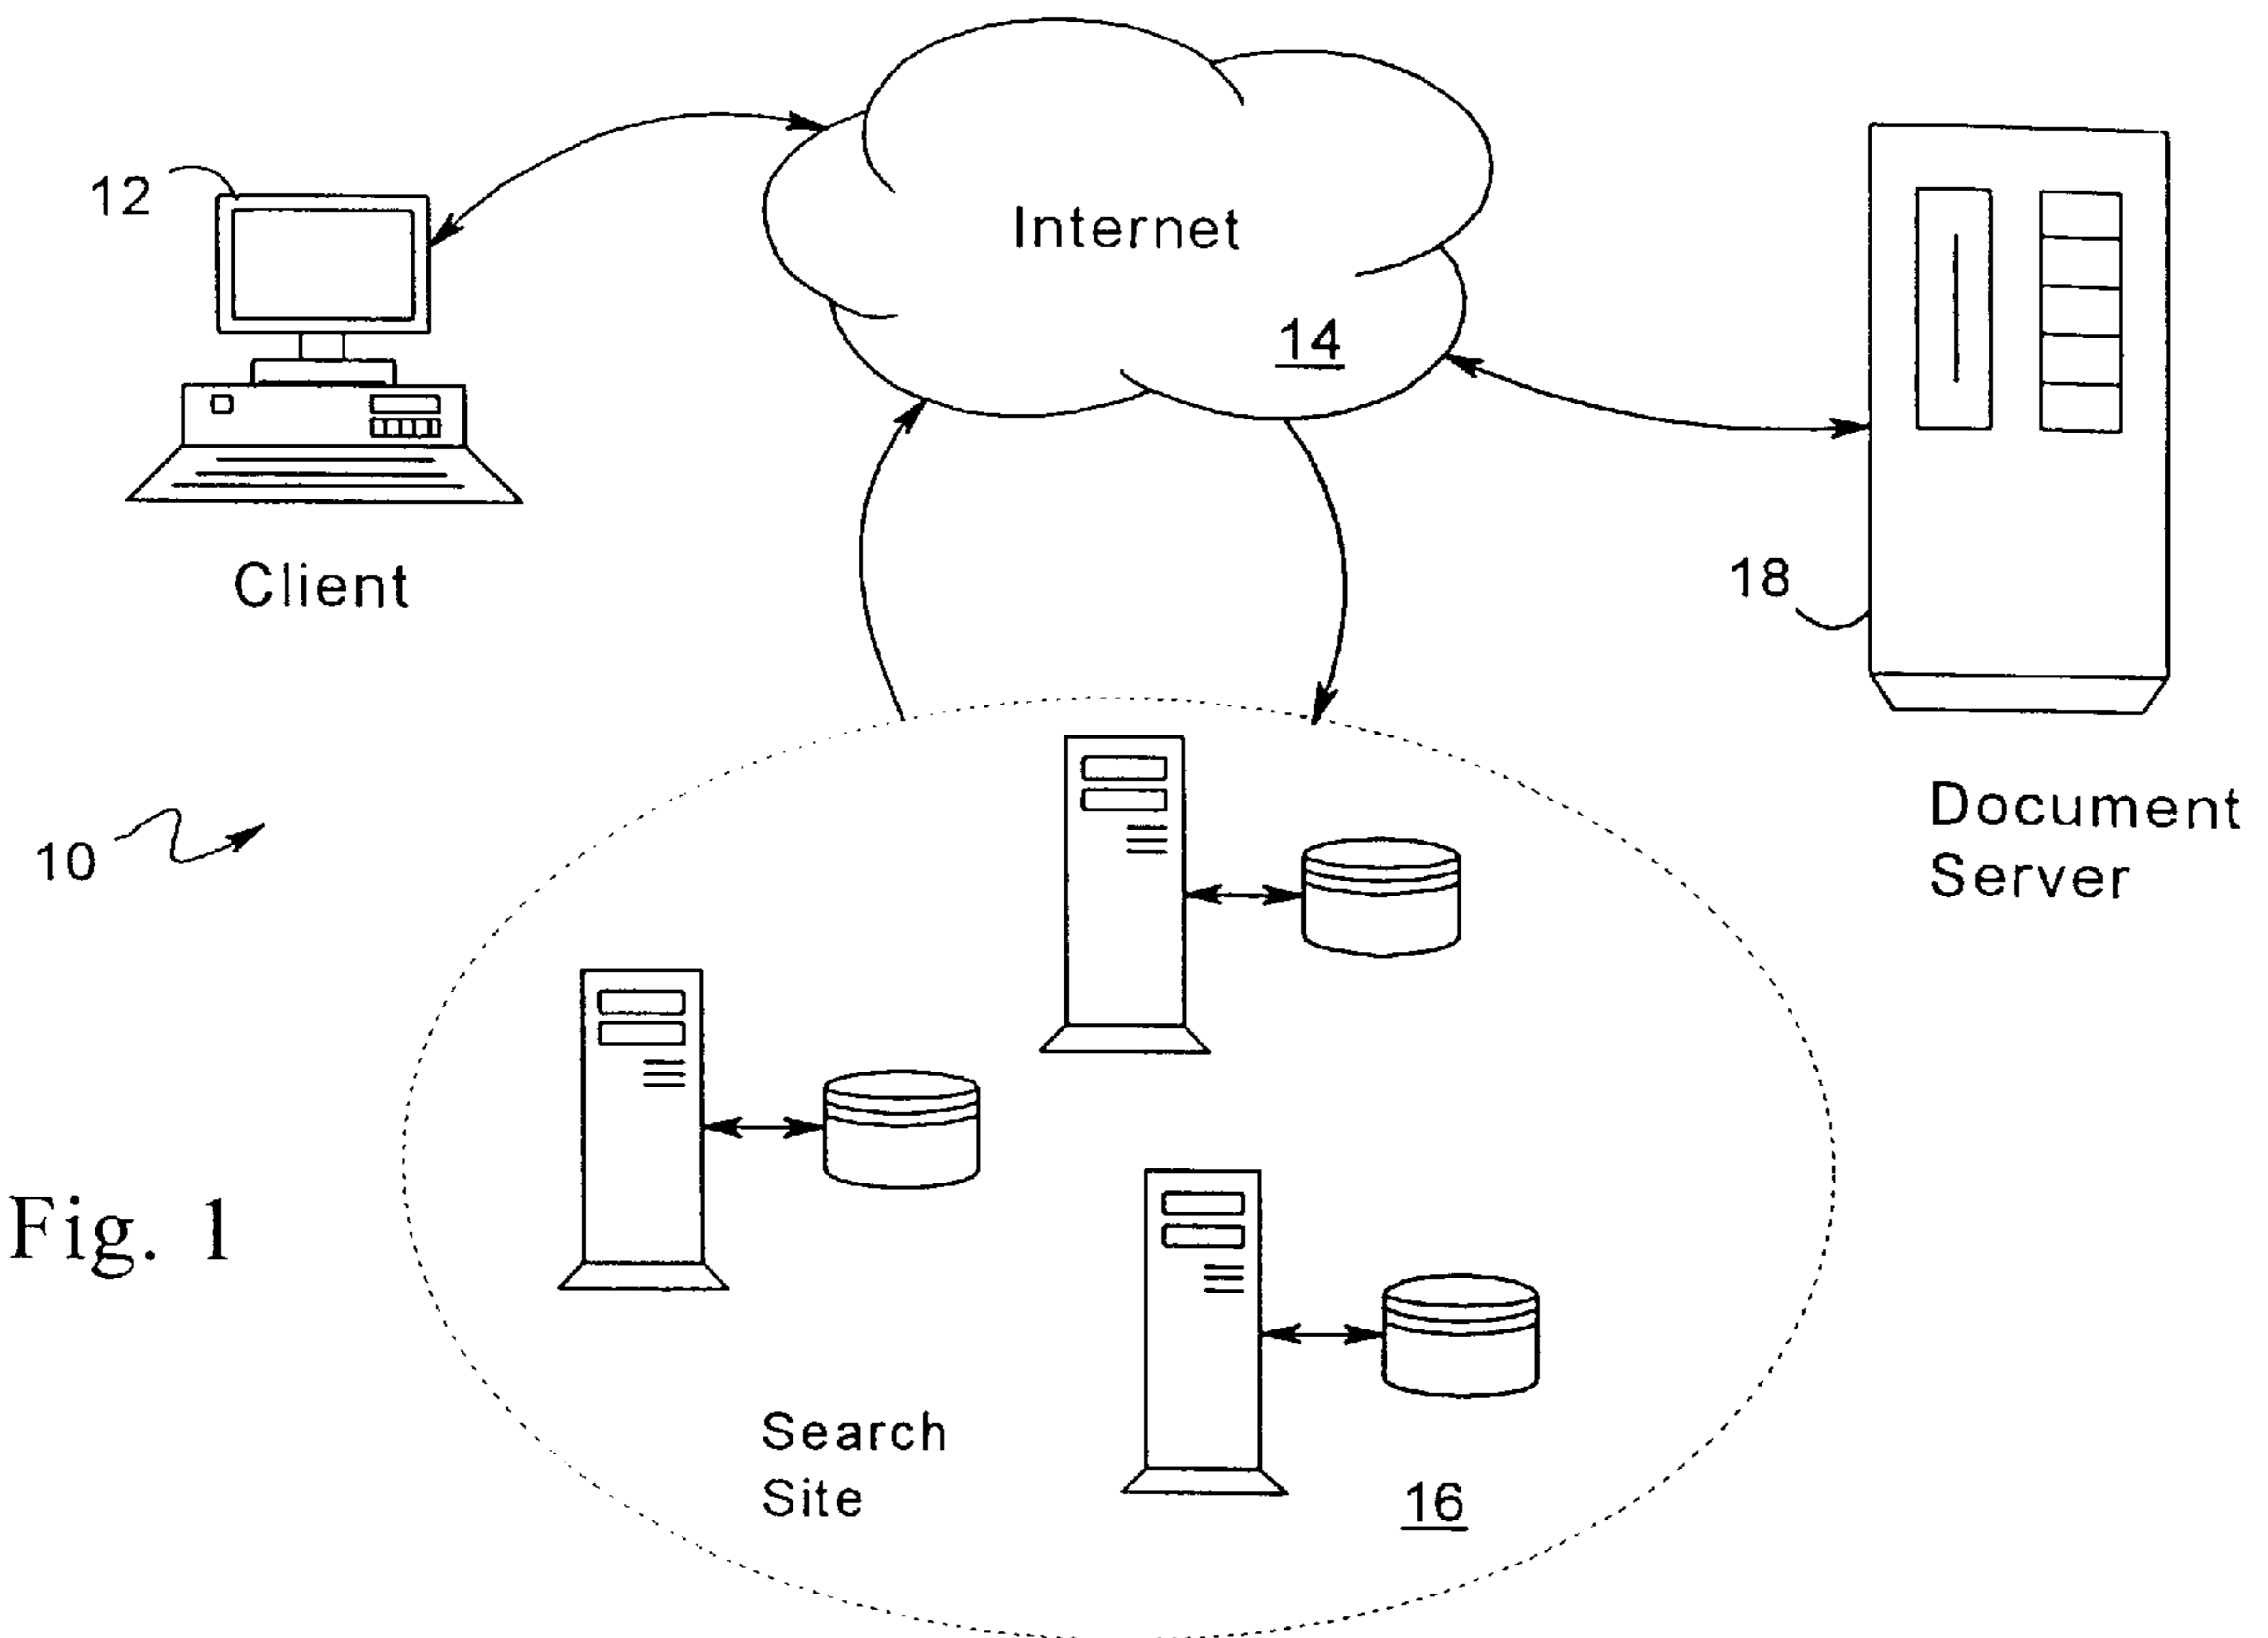 12
Internet
14
Client
18
Document
Server
10
Fig. 1
Search
Site
16